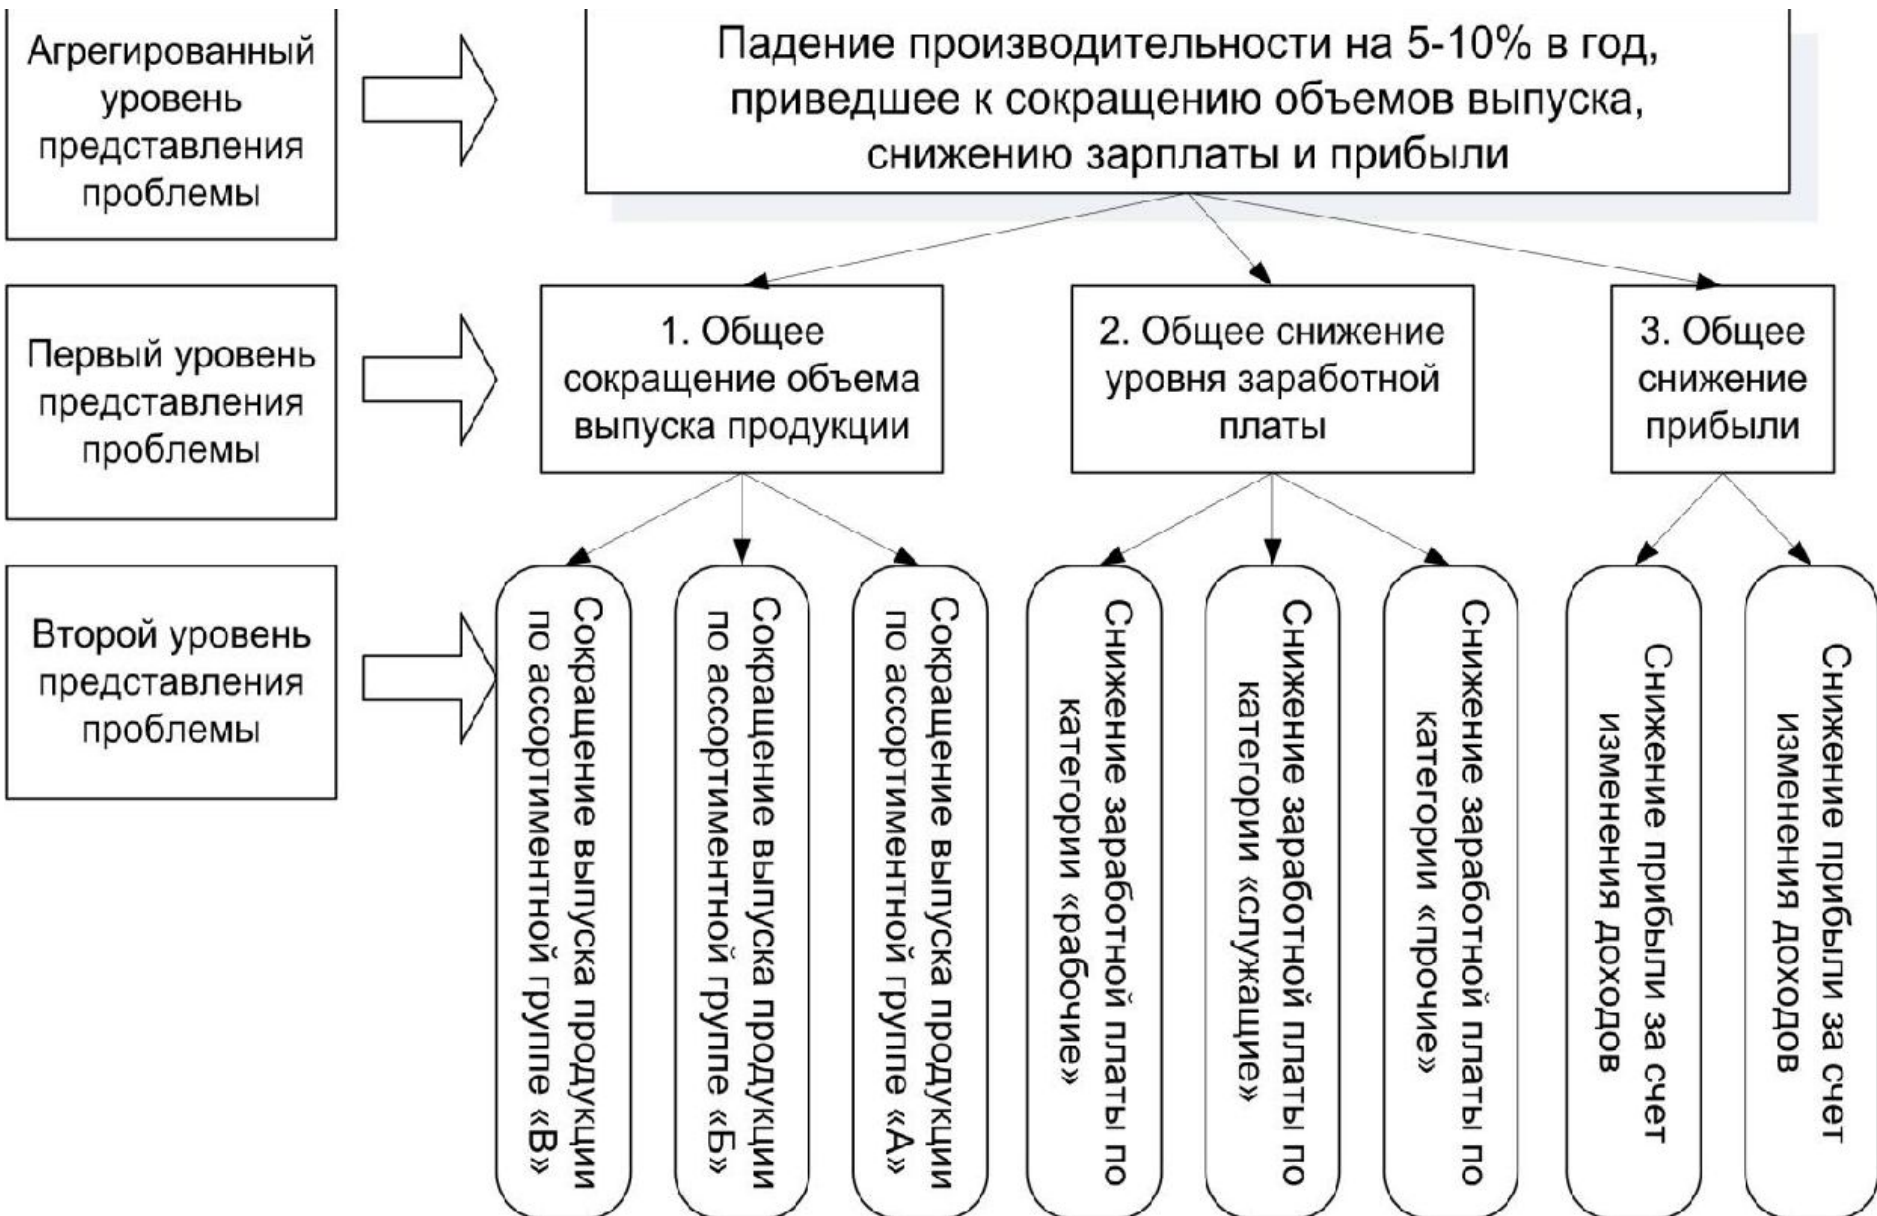 Агрегированный
уровень
представления
проблемы
Падение производительности на 5-10% в год,
приведшее к сокращению объемов выпуска,
снижению зарплаты и прибыли
Первый уровень
представления
проблемы
1. Общее
сокращение объема
выпуска продукции
2. Общее снижение
уровня заработной
платы
3. Общее
снижение
прибыли
Второй уровень
представления
проблемы
Сокращение выпуска продукции
по ассортиментной группе «В»
Сокращение выпуска продукции
по ассортиментной группе «Б»
Сокращение выпуска продукции
по ассортиментной группе «А»
Снижение заработной платы по
категории «рабочие»
Снижение заработной платы по
категории «служащие»
Снижение заработной платы по
категории «прочие»
Снижение прибыли за счет
изменения доходов
Снижение прибыли за счет
изменения доходов